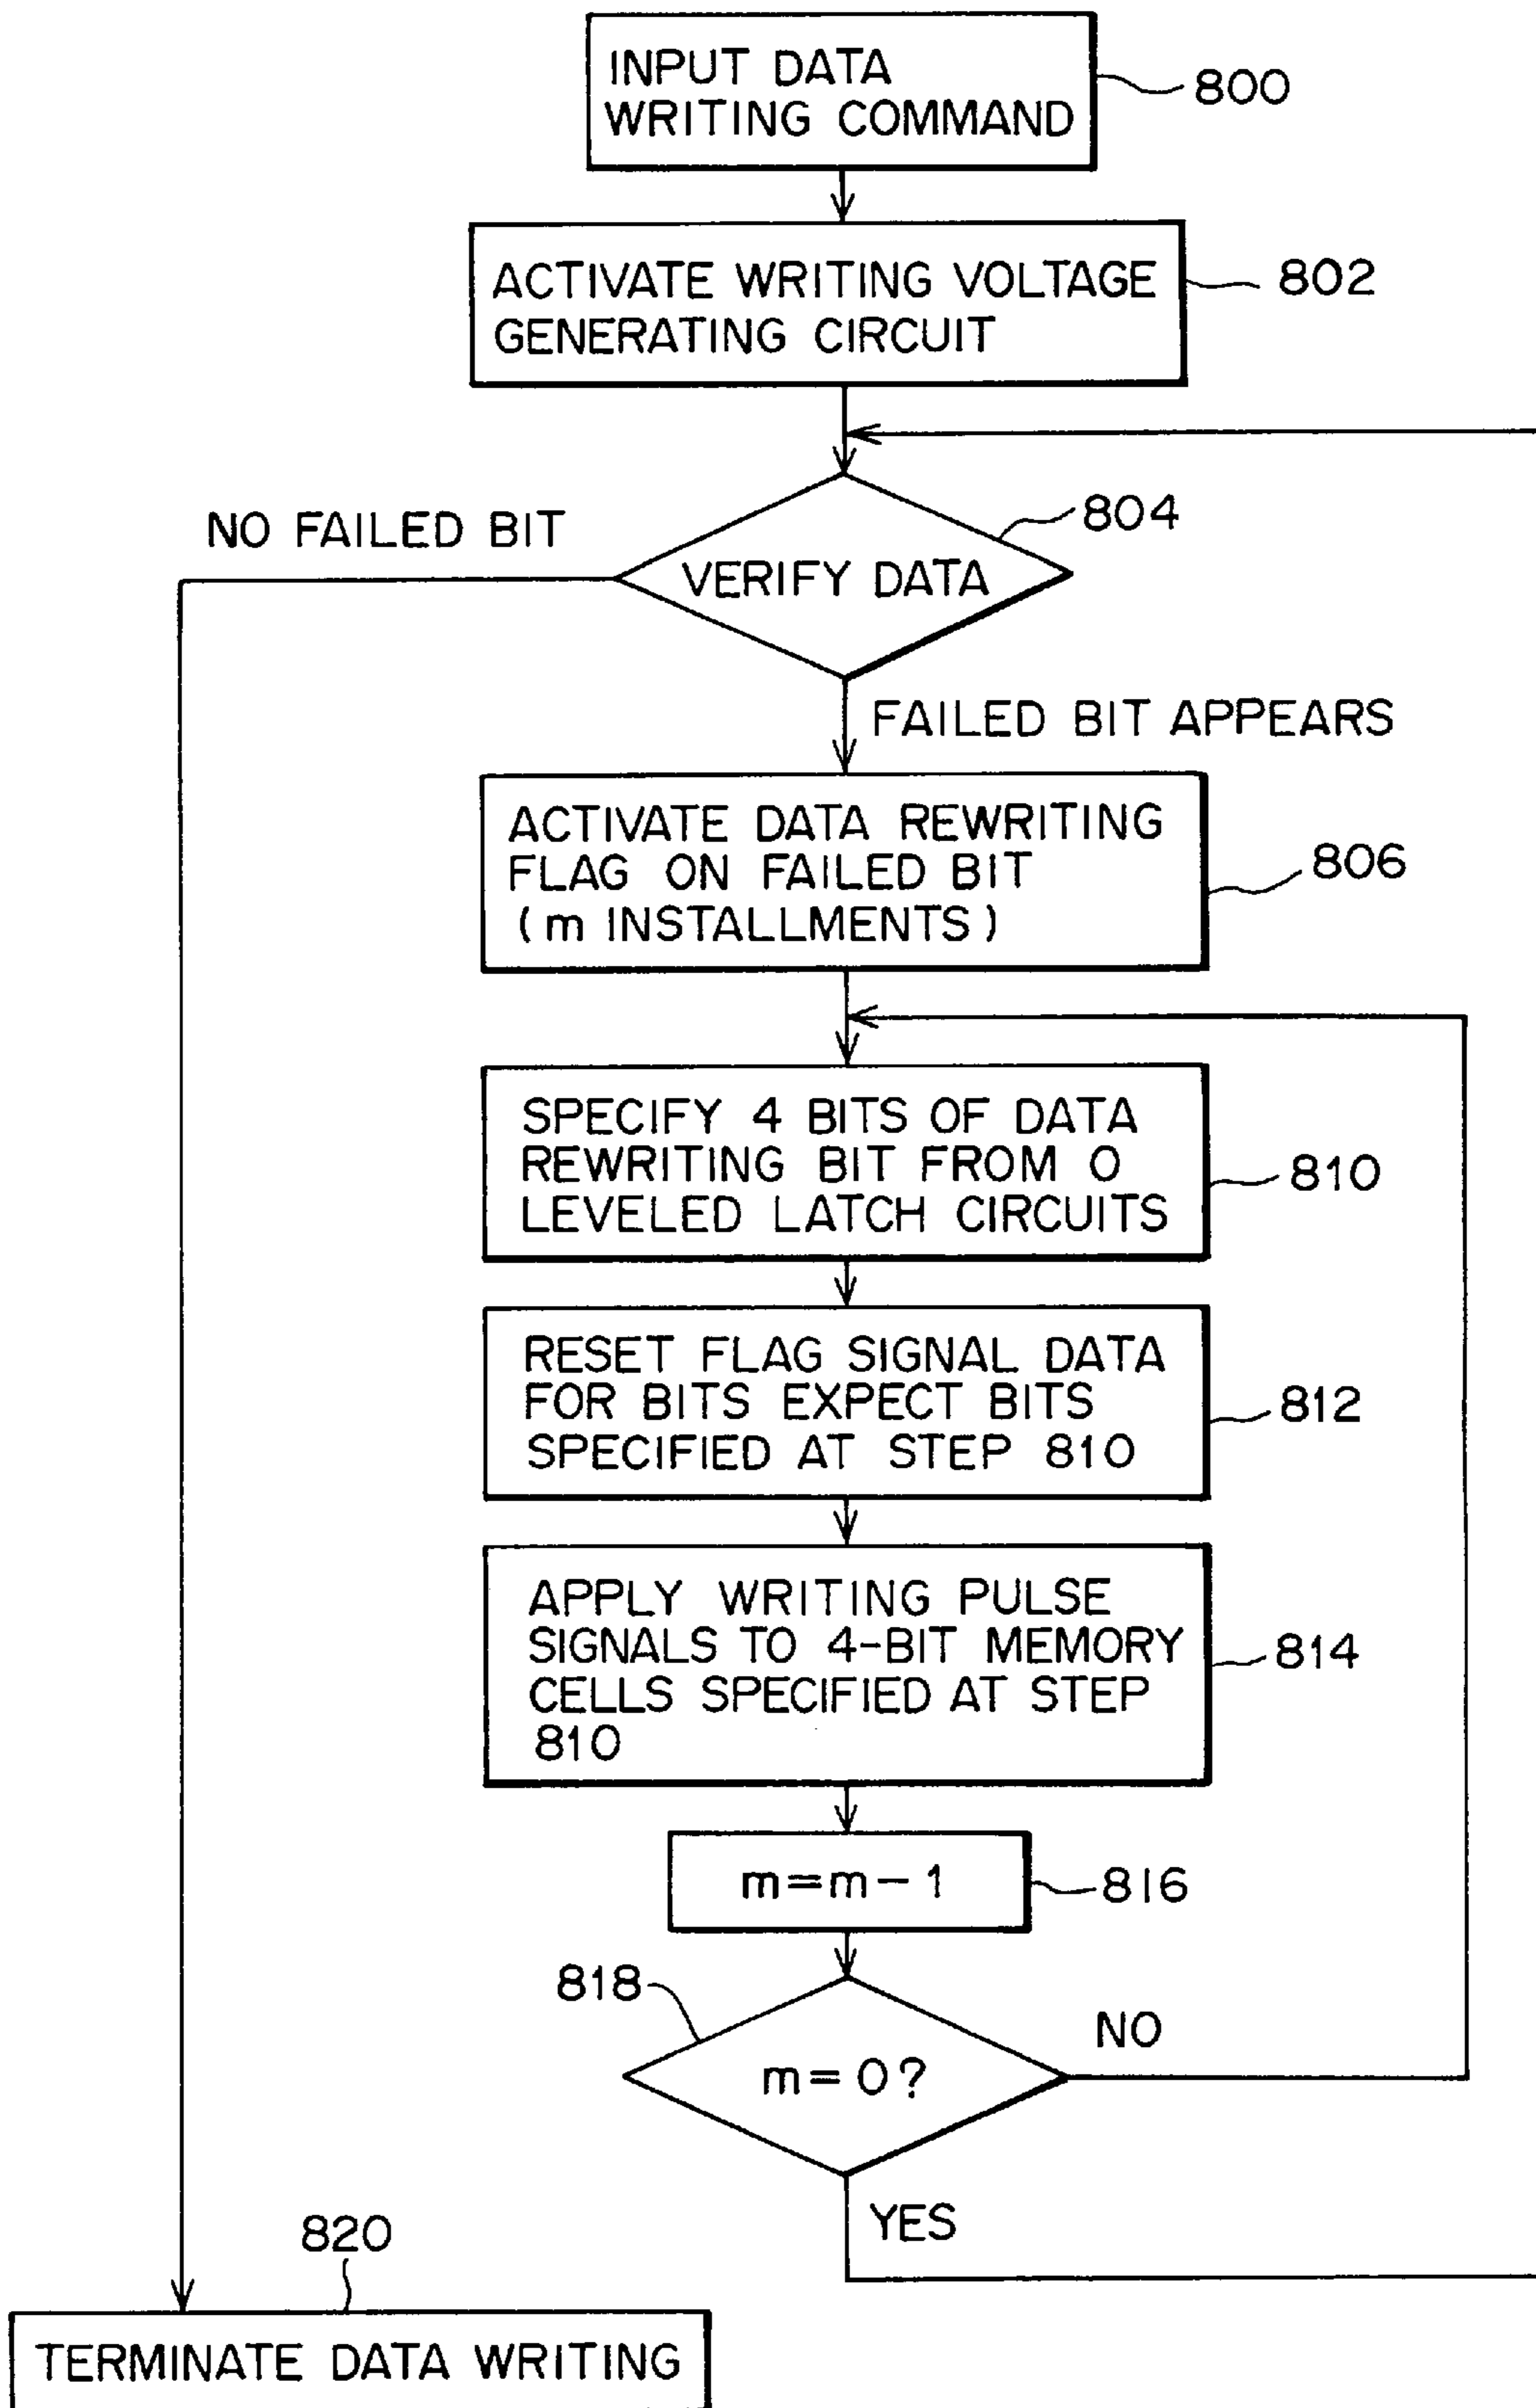 INPUT DATA
WRITING COMMAND
800
ACTIVATE WRITING VOLTAGE
GENERATING CIRCUIT
802
NO FAILED BIT
804
VERIFY DATA
FAILED BIT APPEARS
ACTIVATE DATA REWRITING
FLAG ON FAILED BIT
(m INSTALLMENTS)
806
SPECIFY 4 BITS OF DATA
REWRITING BIT FROM 0
LEVELED LATCH CIRCUITS
810
RESET FLAG SIGNAL DATA
FOR BITS EXPECT BITS
SPECIFIED AT STEP 810
812
APPLY WRITING PULSE
SIGNALS TO 4-BIT MEMORY
CELLS SPECIFIED AT STEP
810
814
m=m-1
816
818
m=0?
NO
YES
820
TERMINATE DATA WRITING